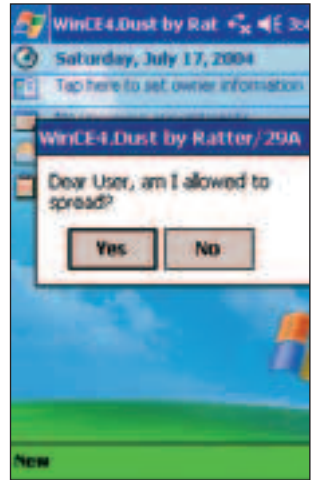 WinCE4.Dust by Rat
Saturday, July 17, 2004
Tap here to set owner information
WinCE4.Dust by Ratter/29A
Dear User, am I allowed to
spread?
Yes No
New